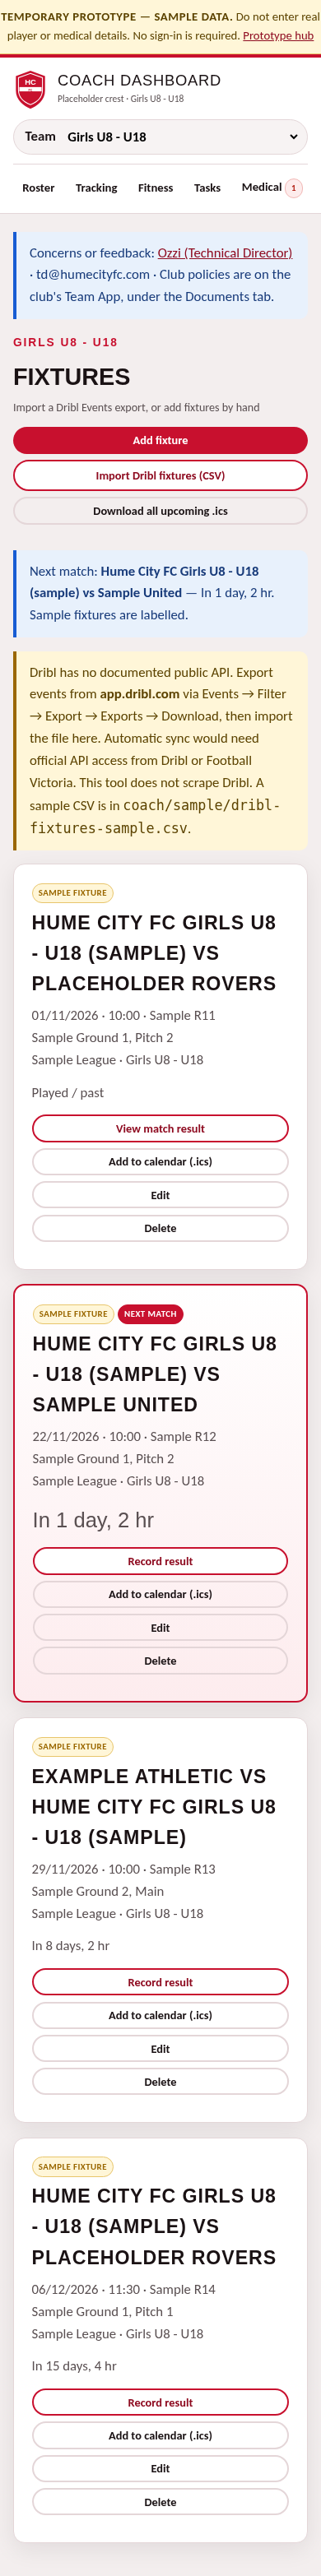 TEMPORARY PROTOTYPE — SAMPLE DATA. Do not enter real
player or medical details. No sign-in is required. Prototype hub
HC
COACH DASHBOARD
Placeholder crest · Girls U8 - U18
Team Girls U8 - U18
Roster Tracking Fitness Tasks Medical 1
Concerns or feedback: Ozzi (Technical Director)
· td@humecityfc.com · Club policies are on the
club's Team App, under the Documents tab.
GIRLS U8 - U18
FIXTURES
Import a Dribl Events export, or add fixtures by hand
Add fixture
Import Dribl fixtures (CSV)
Download all upcoming .ics
Next match: Hume City FC Girls U8 - U18
(sample) vs Sample United — In 1 day, 2 hr.
Sample fixtures are labelled.
Dribl has no documented public API. Export
events from app.dribl.com via Events → Filter
→ Export → Exports → Download, then import
the file here. Automatic sync would need
official API access from Dribl or Football
Victoria. This tool does not scrape Dribl. A
sample CSV is in coach/sample/dribl-
fixtures-sample.csv.
SAMPLE FIXTURE
HUME CITY FC GIRLS U8
- U18 (SAMPLE) VS
PLACEHOLDER ROVERS
01/11/2026 · 10:00 · Sample R11
Sample Ground 1, Pitch 2
Sample League · Girls U8 - U18
Played / past
View match result
Add to calendar (.ics)
Edit
Delete
SAMPLE FIXTURE NEXT MATCH
HUME CITY FC GIRLS U8
- U18 (SAMPLE) VS
SAMPLE UNITED
22/11/2026 · 10:00 · Sample R12
Sample Ground 1, Pitch 2
Sample League · Girls U8 - U18
In 1 day, 2 hr
Record result
Add to calendar (.ics)
Edit
Delete
SAMPLE FIXTURE
EXAMPLE ATHLETIC VS
HUME CITY FC GIRLS U8
- U18 (SAMPLE)
29/11/2026 · 10:00 · Sample R13
Sample Ground 2, Main
Sample League · Girls U8 - U18
In 8 days, 2 hr
Record result
Add to calendar (.ics)
Edit
Delete
SAMPLE FIXTURE
HUME CITY FC GIRLS U8
- U18 (SAMPLE) VS
PLACEHOLDER ROVERS
06/12/2026 · 11:30 · Sample R14
Sample Ground 1, Pitch 1
Sample League · Girls U8 - U18
In 15 days, 4 hr
Record result
Add to calendar (.ics)
Edit
Delete